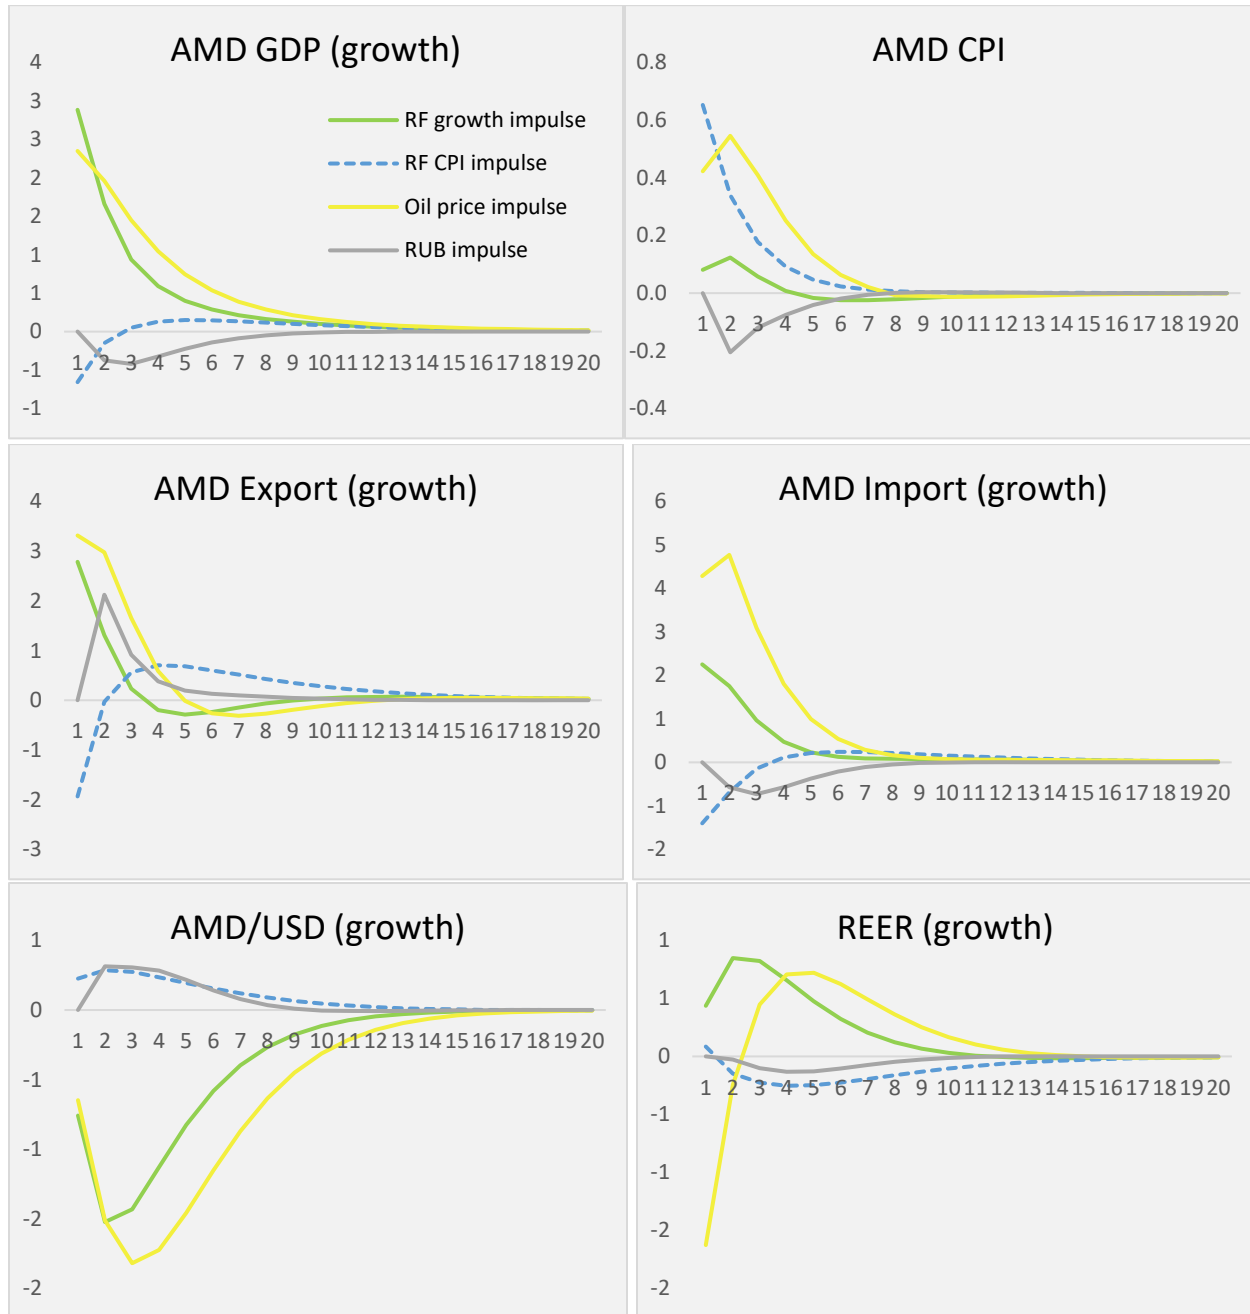 AMD GDP (growth)
4
3
3
2
2
1
1
0
-1
-1
RF growth impulse
RF CPI impulse
Oil price impulse
RUB impulse
1 2 3 4 5 6 7 8 9 10 11 12 13 14 15 16 17 18 19 20
AMD CPI
0.8
0.6
0.4
0.2
0.0
-0.2
-0.4
1 2 3 4 5 6 7 8 9 10 11 12 13 14 15 16 17 18 19 20
AMD Export (growth)
4
3
2
1
0
-1
-2
-3
1 2 3 4 5 6 7 8 9 10 11 12 13 14 15 16 17 18 19 20
AMD Import (growth)
6
5
4
3
2
1
0
-1
-2
1 2 3 4 5 6 7 8 9 10 11 12 13 14 15 16 17 18 19 20
AMD/USD (growth)
1
0
-1
-1
-2
-2
1 2 3 4 5 6 7 8 9 10 11 12 13 14 15 16 17 18 19 20
REER (growth)
1
1
0
-1
-1
-2
-2
1 2 3 4 5 6 7 8 9 10 11 12 13 14 15 16 17 18 19 20